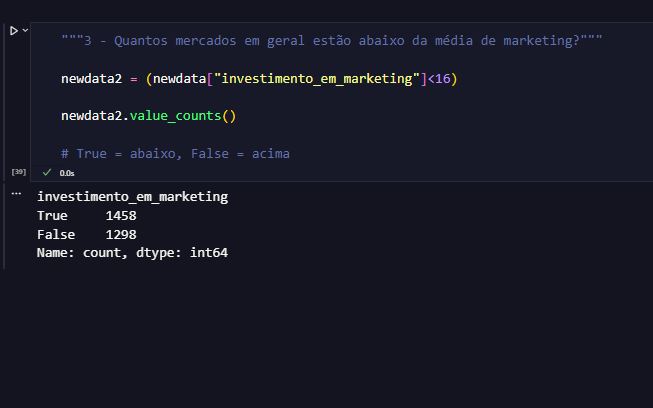 """3 - Quantos mercados em geral estão abaixo da média de marketing?"""
newdata2 = (newdata["investimento_em_marketing"]<16)
newdata2.value_counts()
# True = abaixo, False = acima
[39] 0.0s
investimento_em_marketing
True 1458
False 1298
Name: count, dtype: int64